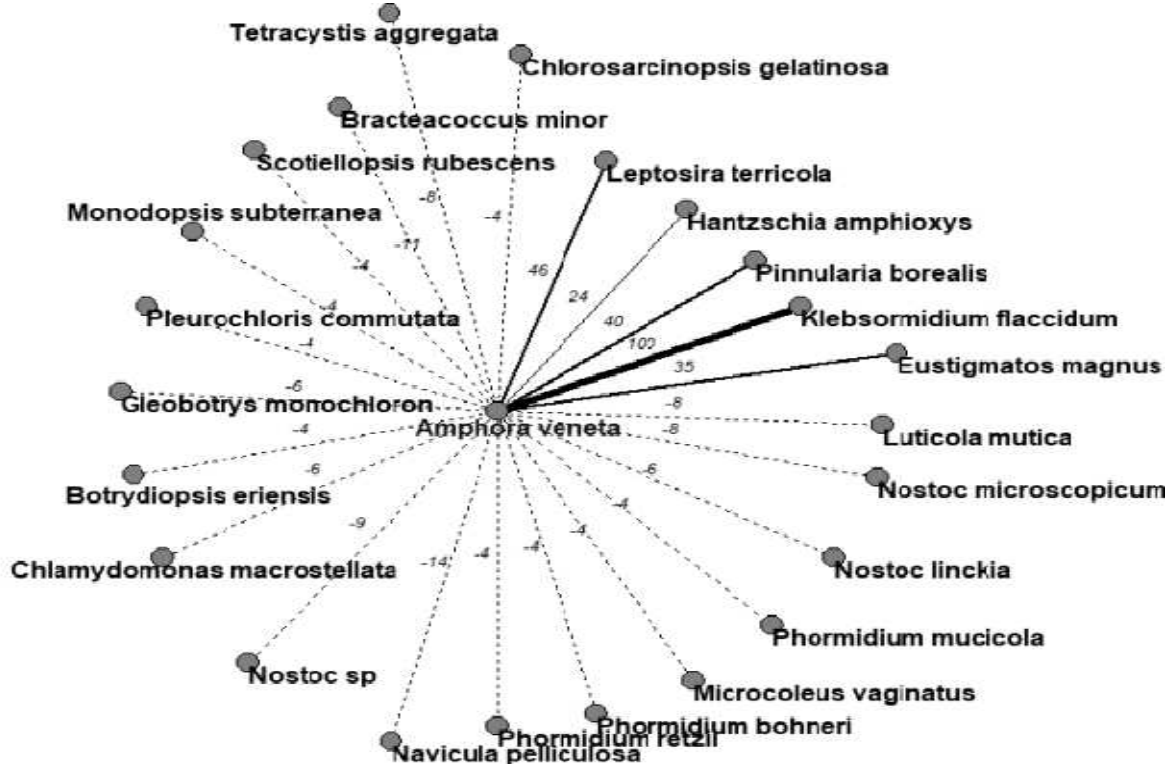 Tetracystis aggregata
Chlorosarcinopsis gelatinosa
Bracteacoccus minor
Scotiellopsis rubescens
Leptosira terricola
-8
Monodopsis subterranea
-4
Hantzschia amphioxys
-11
-4
46
Pinnularia borealis
24
-4
Pleurochloris commutata
40
Klebsormidium flaccidum
-4
100
35
Eustigmatos magnus
-6
Gleobotrys monochloron
-8
Amphora veneta
-4
-8
Luticola mutica
-6
-6
Botrydiopsis eriensis
Nostoc microscopicum
-4
-9
-4
-14
-4
-4
Chlamydomonas macrostellata
Nostoc linckia
Phormidium mucicola
Nostoc sp
Microcoleus vaginatus
Phormidium bohneri
Phormidium retzii
Navicula pelliculosa